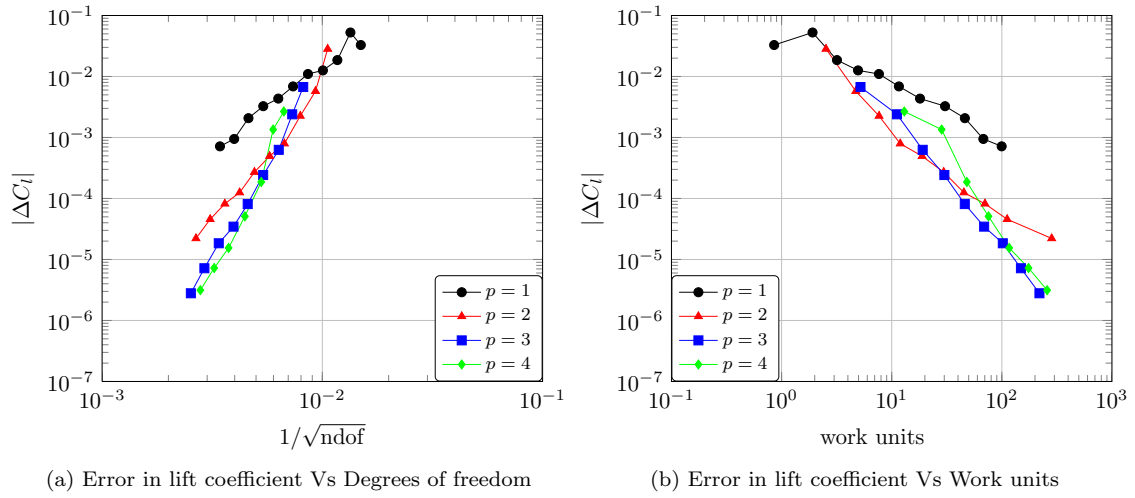 10^{-1}
10^{-2}
10^{-3}
10^{-4}
10^{-5}
10^{-6}
10^{-7}
|ΔC_l|
10^{-3}
10^{-2}
10^{-1}
1/√ndof
p = 1
p = 2
p = 3
p = 4
(a) Error in lift coefficient Vs Degrees of freedom
10^{-1}
10^{-2}
10^{-3}
10^{-4}
10^{-5}
10^{-6}
10^{-7}
|ΔC_l|
10^{-1}
10^{0}
10^{1}
10^{2}
10^{3}
work units
p = 1
p = 2
p = 3
p = 4
(b) Error in lift coefficient Vs Work units